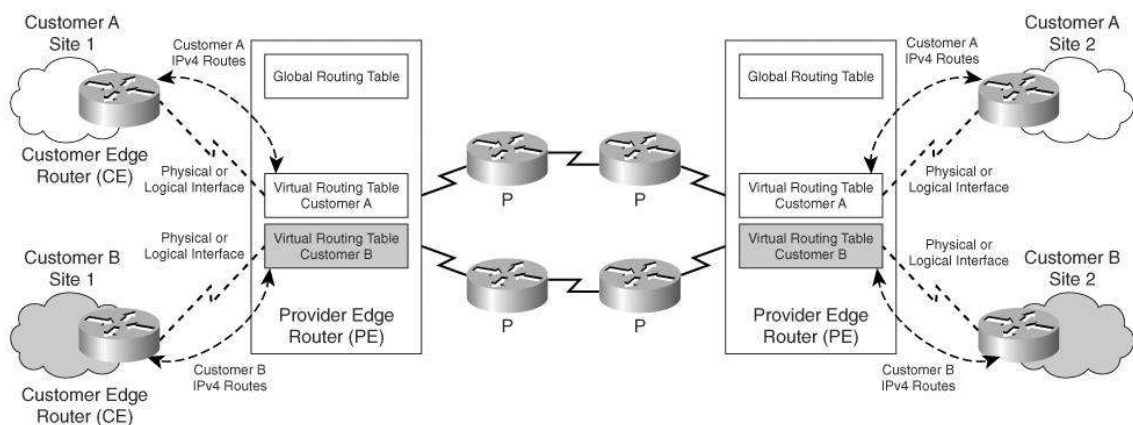 Customer A
Site 1
Customer A
IPv4 Routes
Customer Edge
Router (CE)
Physical or
Logical Interface
Physical or
Logical Interface
Customer B
Site 1
Customer B
IPv4 Routes
Customer Edge
Router (CE)
Global Routing Table
Virtual Routing Table
Customer A
Virtual Routing Table
Customer B
Provider Edge
Router (PE)
P
P
P
P
Global Routing Table
Virtual Routing Table
Customer A
Virtual Routing Table
Customer B
Provider Edge
Router (PE)
Customer A
IPv4 Routes
Customer A
Site 2
Physical or
Logical Interface
Physical or
Logical Interface
Customer B
Site 2
Customer B
IPv4 Routes